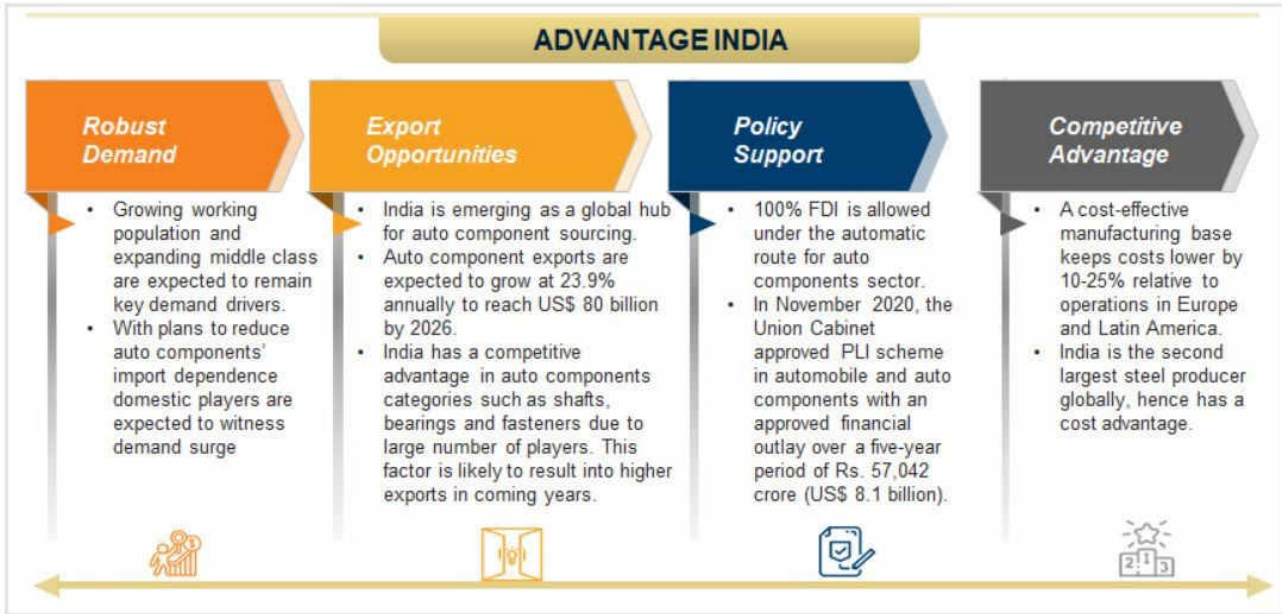 ADVANTAGE INDIA
Robust
Demand
• Growing working
population and
expanding middle class
are expected to remain
key demand drivers.
• With plans to reduce
auto components'
import dependence
domestic players are
expected to witness
demand surge
Export
Opportunities
• India is emerging as a global hub
for auto component sourcing.
• Auto component exports are
expected to grow at 23.9%
annually to reach US$ 80 billion
by 2026.
• India has a competitive
advantage in auto components
categories such as shafts,
bearings and fasteners due to
large number of players. This
factor is likely to result into higher
exports in coming years.
Policy
Support
• 100% FDI is allowed
under the automatic
route for auto
components sector.
• In November 2020, the
Union Cabinet
approved PLI scheme
in automobile and auto
components with an
approved financial
outlay over a five-year
period of Rs. 57,042
crore (US$ 8.1 billion).
Competitive
Advantage
• A cost-effective
manufacturing base
keeps costs lower by
10-25% relative to
operations in Europe
and Latin America.
• India is the second
largest steel producer
globally, hence has a
cost advantage.
$
2 1 3